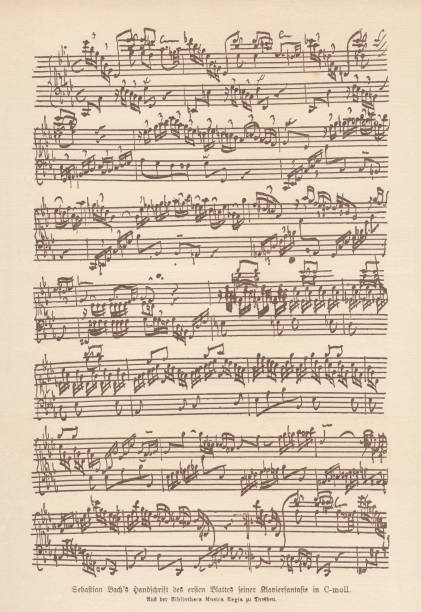 Sebastian Bach's Handschrift des ersten Blattes seiner Klavierfantasie in C-moll.
Aus der Bibliotheca Musica Regia zu Dresden.